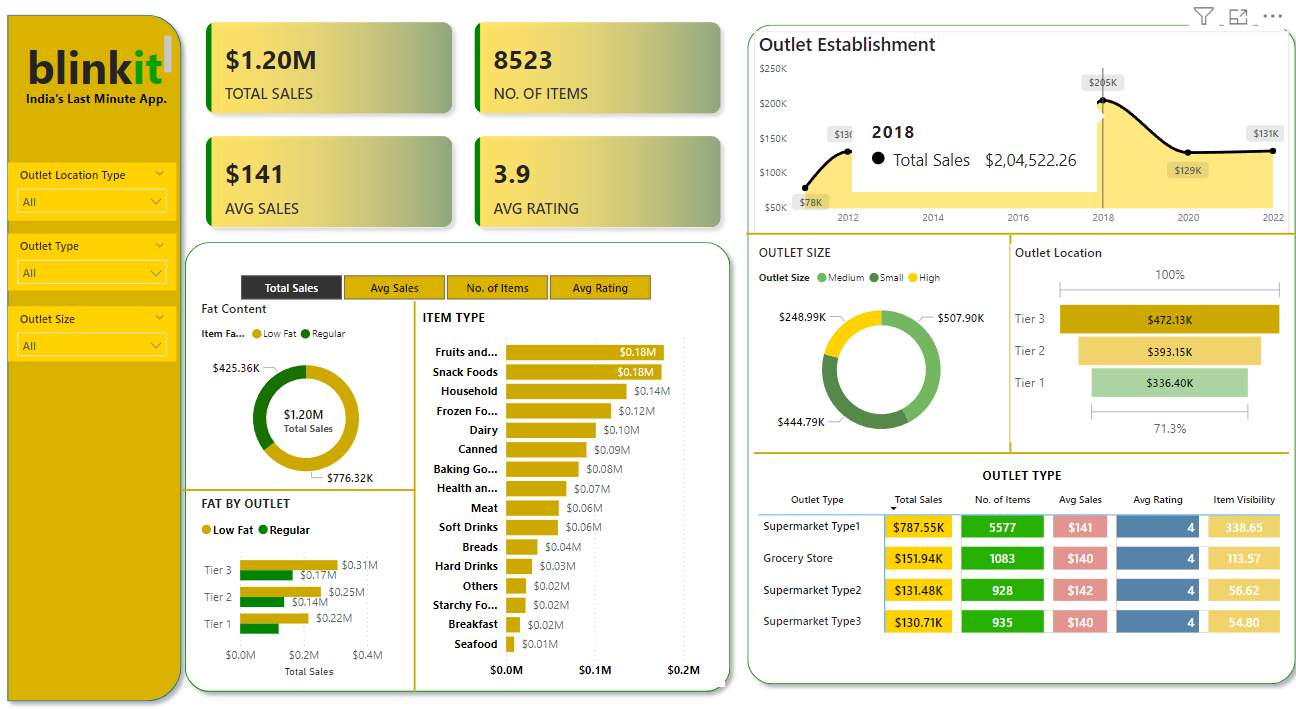 blinkit
India's Last Minute App.
Outlet Location Type
All
Outlet Type
All
Outlet Size
All
$1.20M
TOTAL SALES
8523
NO. OF ITEMS
$141
AVG SALES
3.9
AVG RATING
Total Sales Avg Sales No. of Items Avg Rating
Fat Content
Item Fa... Low Fat Regular
$425.36K
$1.20M
Total Sales
$776.32K
FAT BY OUTLET
Low Fat Regular
Tier 3 $0.31M
$0.17M
Tier 2 $0.25M
$0.14M
Tier 1 $0.22M
$0.0M $0.2M $0.4M
Total Sales
ITEM TYPE
Fruits and... $0.18M
Snack Foods $0.18M
Household $0.14M
Frozen Fo... $0.12M
Dairy $0.10M
Canned $0.09M
Baking Go... $0.08M
Health an... $0.07M
Meat $0.06M
Soft Drinks $0.06M
Breads $0.04M
Hard Drinks $0.03M
Others $0.02M
Starchy Fo... $0.02M
Breakfast $0.02M
Seafood $0.01M
$0.0M $0.1M $0.2M
Outlet Establishment
$250K
$200K
$150K
$100K
$50K
$78K
$130
$205K
$129K
$131K
2018
Total Sales $2,04,522.26
2012 2014 2016 2018 2020 2022
OUTLET SIZE
Outlet Size Medium Small High
$248.99K
$507.90K
$444.79K
Outlet Location
100%
Tier 3 $472.13K
Tier 2 $393.15K
Tier 1 $336.40K
71.3%
OUTLET TYPE
Outlet Type Total Sales No. of Items Avg Sales Avg Rating Item Visibility
Supermarket Type1 $787.55K 5577 $141 4 338.65
Grocery Store $151.94K 1083 $140 4 113.57
Supermarket Type2 $131.48K 928 $142 4 56.62
Supermarket Type3 $130.71K 935 $140 4 54.80